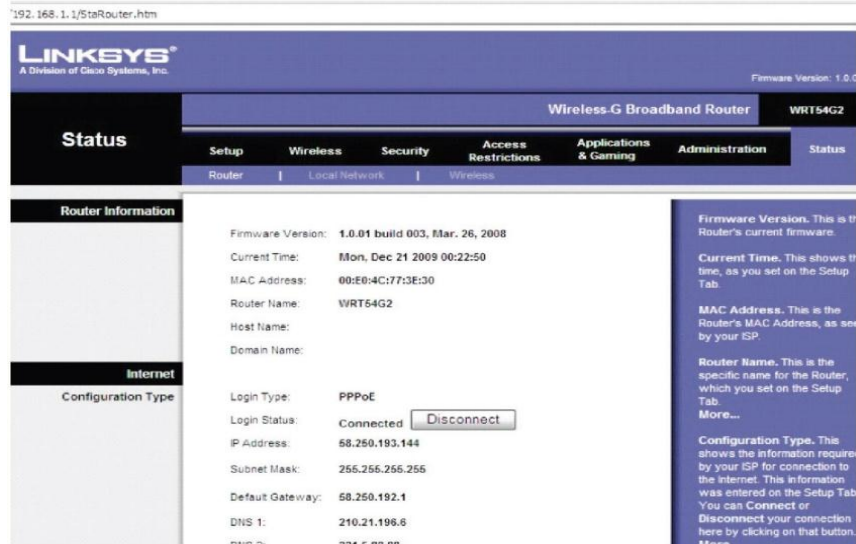 192.168.1.1/StaRouter.htm
LINKSYS®
A Division of Cisco Systems, Inc.
Firmware Version: 1.0.0
Wireless-G Broadband Router WRT54G2
Status
Setup Wireless Security Access Restrictions Applications & Gaming Administration Status
Router | Local Network | Wireless
Router Information
Firmware Version: 1.0.01 build 003, Mar. 26, 2008
Current Time: Mon, Dec 21 2009 00:22:50
MAC Address: 00:E0:4C:77:3E:30
Router Name: WRT54G2
Host Name:
Domain Name:
Internet
Configuration Type
Login Type: PPPoE
Login Status: Connected Disconnect
IP Address: 58.250.193.144
Subnet Mask: 255.255.255.255
Default Gateway: 58.250.192.1
DNS 1: 210.21.196.6
Firmware Version. This is th
Router's current firmware.
Current Time. This shows th
time, as you set on the Setup
Tab.
MAC Address. This is the
Router's MAC Address, as see
by your ISP.
Router Name. This is the
specific name for the Router,
which you set on the Setup
Tab.
More...
Configuration Type. This
shows the information require
by your ISP for connection to
the Internet. This information
was entered on the Setup Tab
You can Connect or
Disconnect your connection
here by clicking on that button.